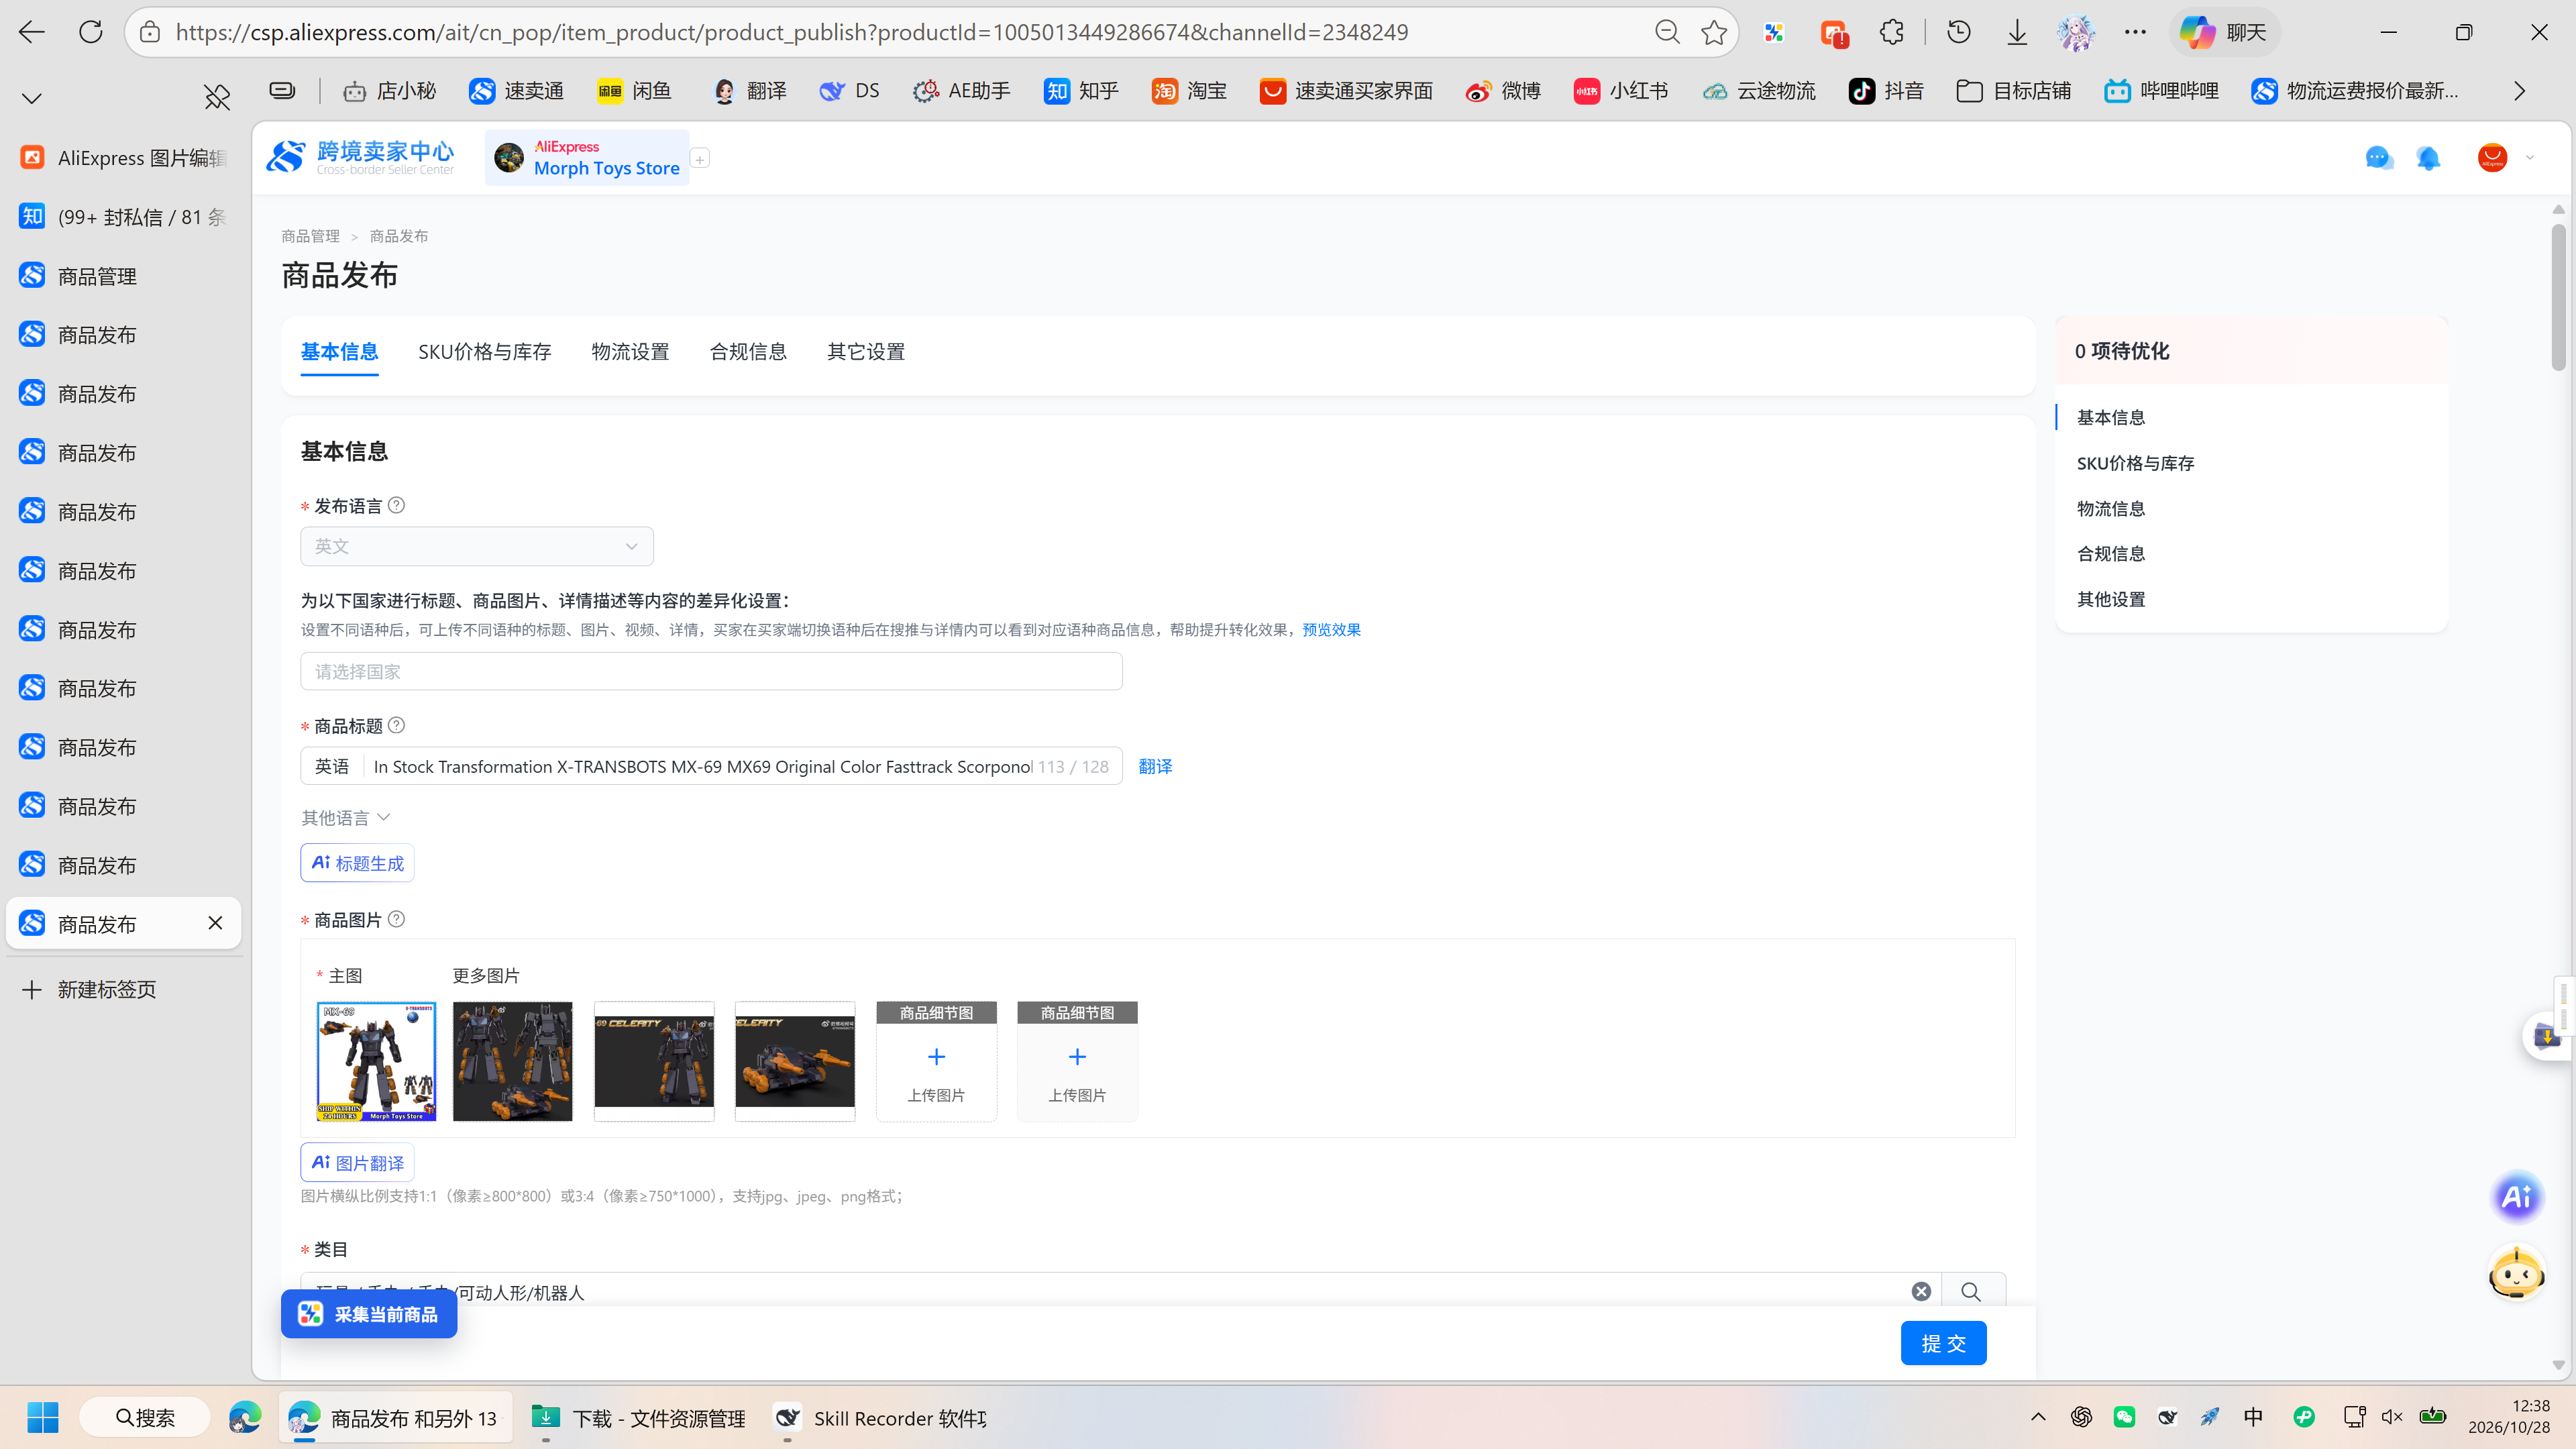 https://csp.aliexpress.com/ait/cn_pop/item_product/product_publish?productId=1005013449286674&channelId=2348249
聊天
店小秘
速卖通
闲鱼
翻译
DS
AE助手
知乎
淘宝
速卖通买家界面
微博
小红书
云途物流
抖音
目标店铺
哔哩哔哩
物流运费报价最新...
AliExpress 图片编辑
(99+ 封私信 / 81 条
商品管理
商品发布
商品发布
商品发布
商品发布
商品发布
商品发布
商品发布
商品发布
商品发布
商品发布
商品发布
新建标签页
跨境卖家中心
Cross-border Seller Center
AliExpress
Morph Toys Store
商品管理 > 商品发布
商品发布
基本信息
SKU价格与库存
物流设置
合规信息
其它设置
0 项待优化
基本信息
SKU价格与库存
物流信息
合规信息
其他设置
基本信息
* 发布语言
英文
为以下国家进行标题、商品图片、详情描述等内容的差异化设置：
设置不同语种后，可上传不同语种的标题、图片、视频、详情，买家在买家端切换语种后在搜推与详情内可以看到对应语种商品信息，帮助提升转化效果，预览效果
请选择国家
* 商品标题
英语 In Stock Transformation X-TRANSBOTS MX-69 MX69 Original Color Fasttrack Scorponol 113 / 128 翻译
其他语言
Ai 标题生成
* 商品图片
* 主图 更多图片
MX-69
X-TRANSBOTS
SHIP WITHIN
24 HOURS
Morph Toys Store
69 CELERITY
ELERITY
商品细节图
上传图片
商品细节图
上传图片
Ai 图片翻译
图片横纵比例支持1:1（像素≥800*800）或3:4（像素≥750*1000），支持jpg、jpeg、png格式；
* 类目
/可动人形/机器人
采集当前商品
提 交
Ai
搜索
商品发布 和另外 13
下载 - 文件资源管理
Skill Recorder 软件
中
12:38
2026/10/28